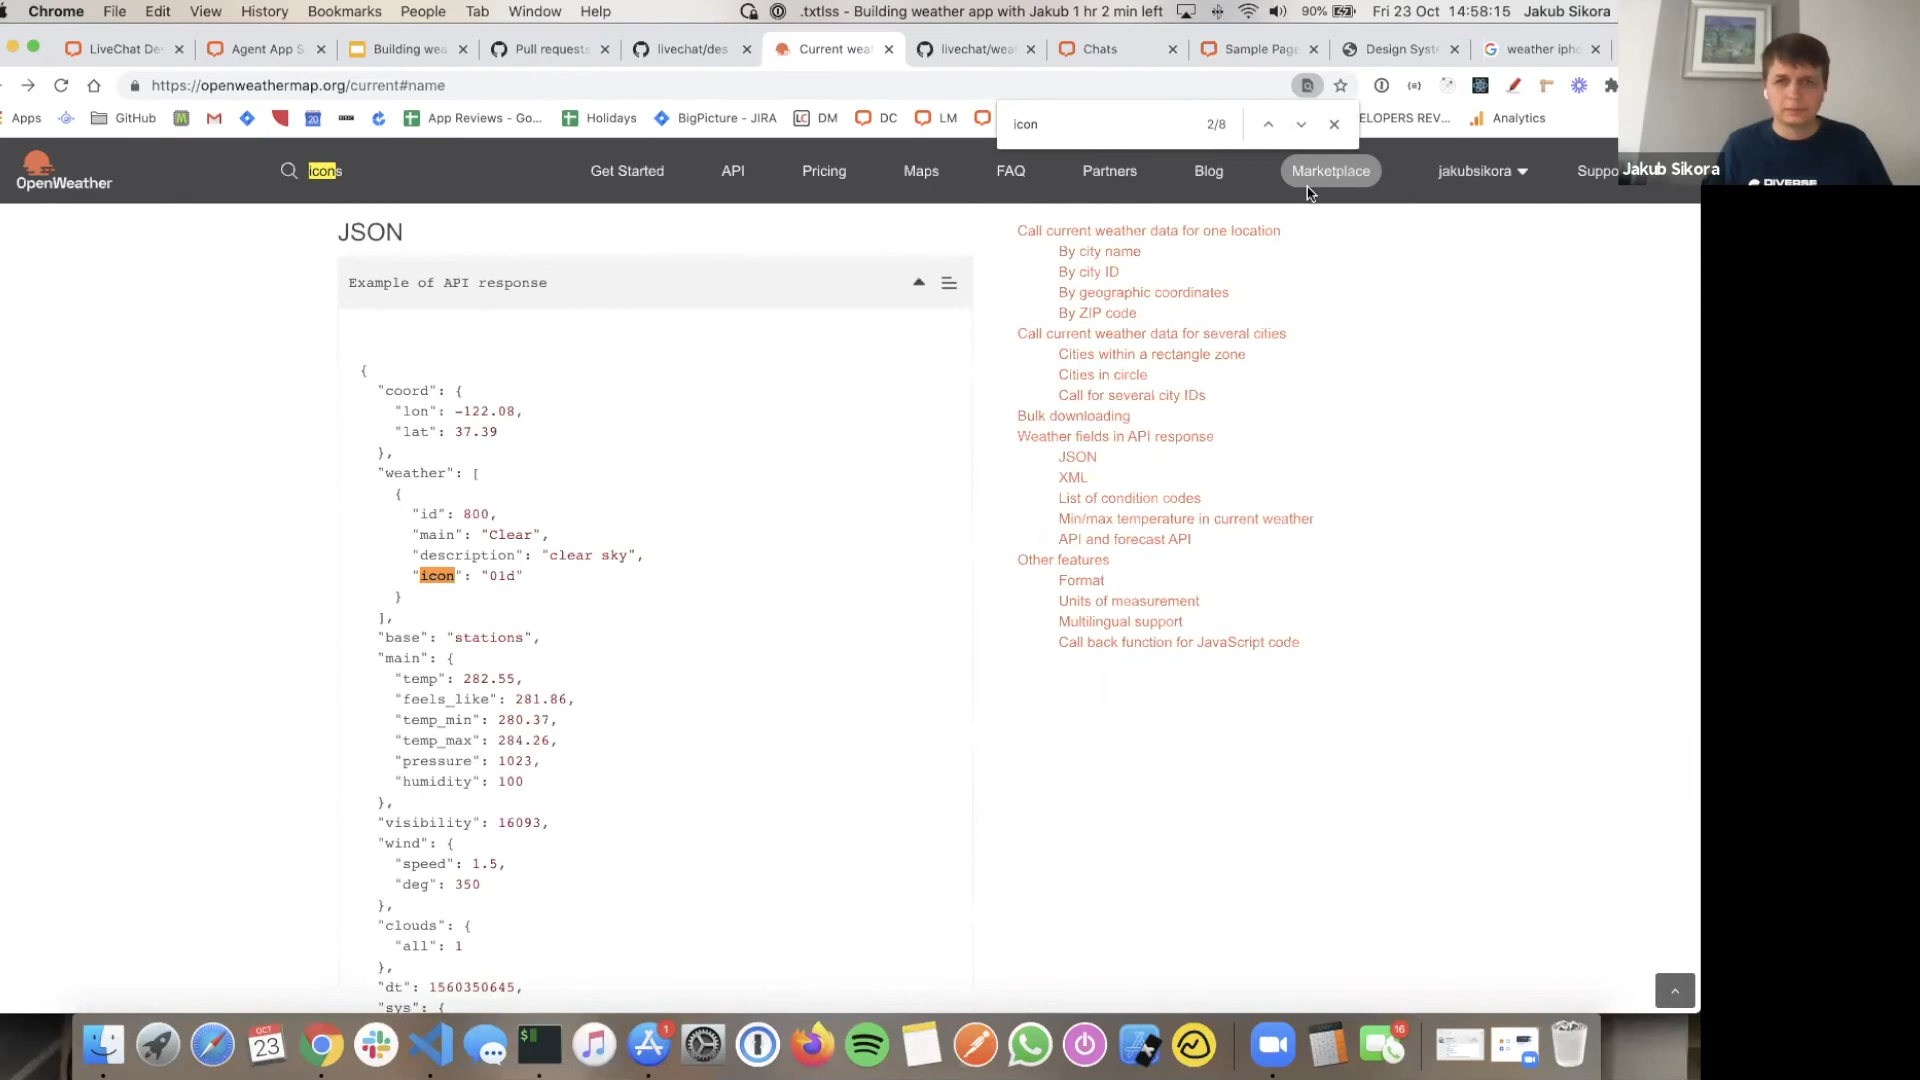 Chrome File Edit View History Bookmarks People Tab Window Help .txtlss - Building weather app with Jakub 1 hr 2 min left 90% Fri 23 Oct 14:58:15 Jakub Sikora
LiveChat De Agent App S Building wea Pull requests livechat/des Current weat livechat/wea Chats Sample Page Design Syst weather iph
https://openweathermap.org/current#name
Apps GitHub 20 App Reviews - Go... Holidays BigPicture - JIRA LC DM DC LM ELOPERS REV... Analytics
icon 2/8
OpenWeather icons Get Started API Pricing Maps FAQ Partners Blog Marketplace jakubsikora Suppo
Jakub Sikora
DIVERSE
JSON
Example of API response
{
"coord": {
"lon": -122.08,
"lat": 37.39
},
"weather": [
{
"id": 800,
"main": "Clear",
"description": "clear sky",
"icon": "01d"
}
],
"base": "stations",
"main": {
"temp": 282.55,
"feels_like": 281.86,
"temp_min": 280.37,
"temp_max": 284.26,
"pressure": 1023,
"humidity": 100
},
"visibility": 16093,
"wind": {
"speed": 1.5,
"deg": 350
},
"clouds": {
"all": 1
},
"dt": 1560350645,
"sys": {
Call current weather data for one location
By city name
By city ID
By geographic coordinates
By ZIP code
Call current weather data for several cities
Cities within a rectangle zone
Cities in circle
Call for several city IDs
Bulk downloading
Weather fields in API response
JSON
XML
List of condition codes
Min/max temperature in current weather
API and forecast API
Other features
Format
Units of measurement
Multilingual support
Call back function for JavaScript code
OCT
23
$
1
16